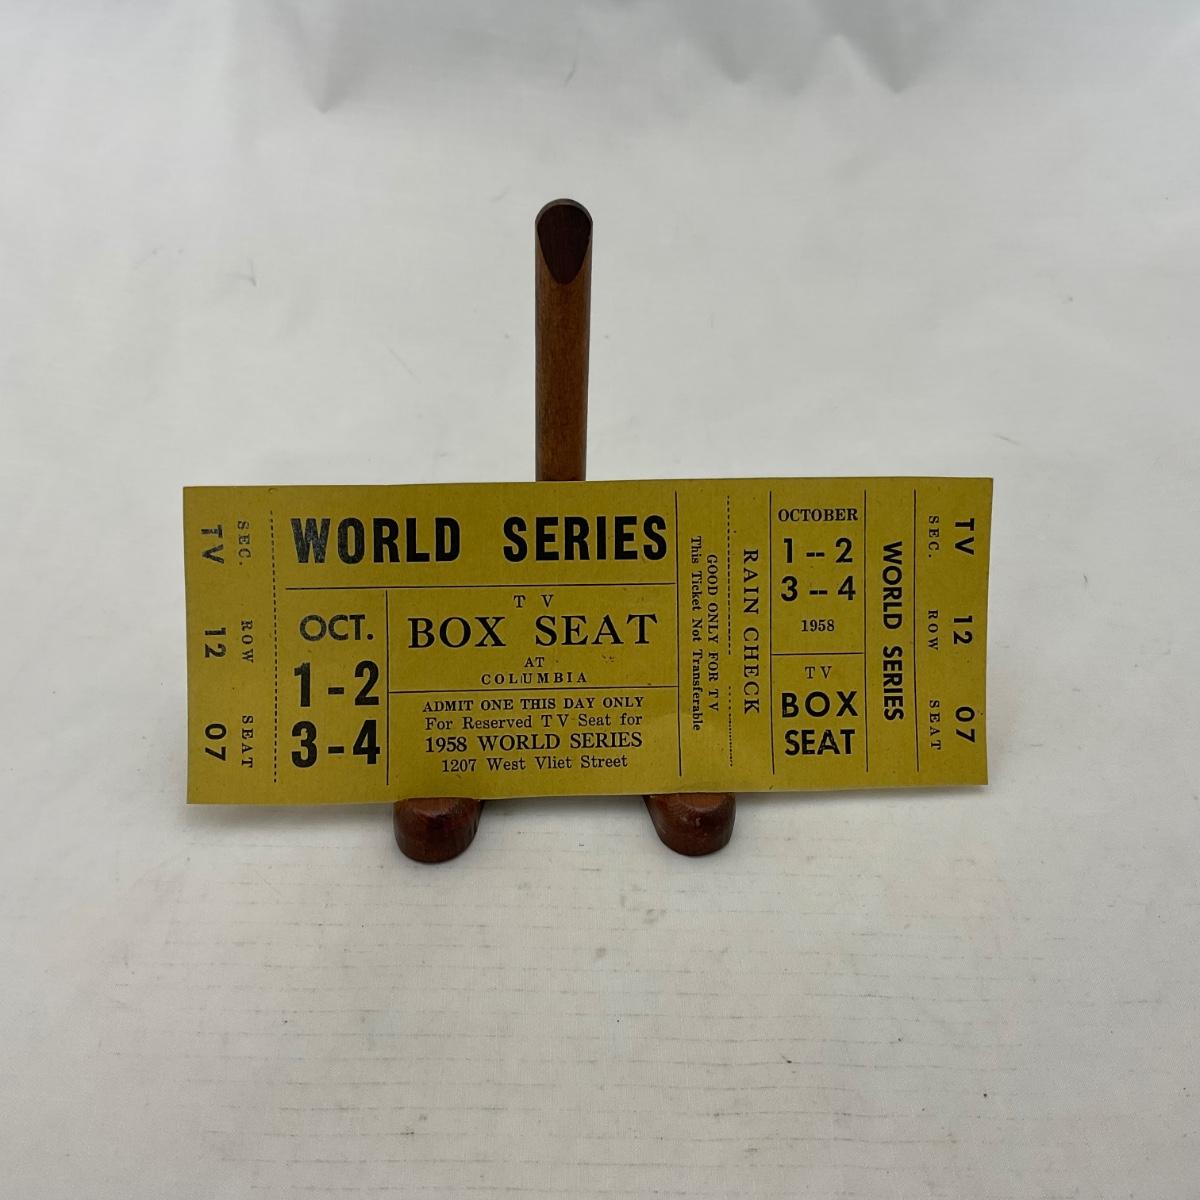 SEC. ROW SEAT
TV 12 07
WORLD SERIES
OCT.
1-2
3-4
TV
BOX SEAT
AT
COLUMBIA
ADMIT ONE THIS DAY ONLY
For Reserved TV Seat for
1958 WORLD SERIES
1207 West Vliet Street
GOOD ONLY FOR TV
This Ticket Not Transferable
RAIN CHECK
OCTOBER
1--2
3--4
1958
TV
BOX
SEAT
WORLD SERIES
TV 12 07
SEC. ROW SEAT